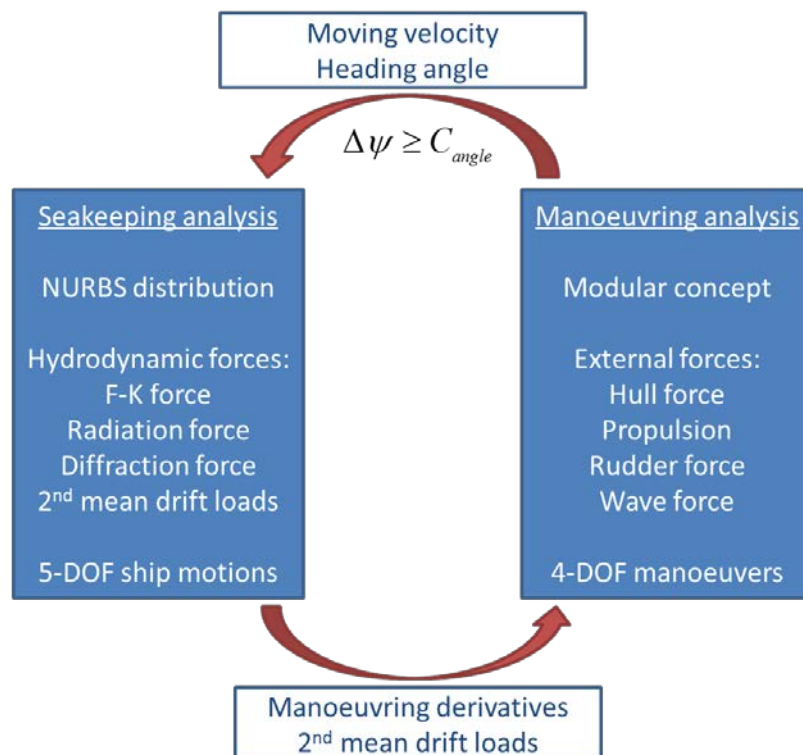 Moving velocity
Heading angle
Δψ ≥ C_angle
Seakeeping analysis
NURBS distribution
Hydrodynamic forces:
F-K force
Radiation force
Diffraction force
2nd mean drift loads
5-DOF ship motions
Manoeuvring analysis
Modular concept
External forces:
Hull force
Propulsion
Rudder force
Wave force
4-DOF manoeuvers
Manoeuvring derivatives
2nd mean drift loads